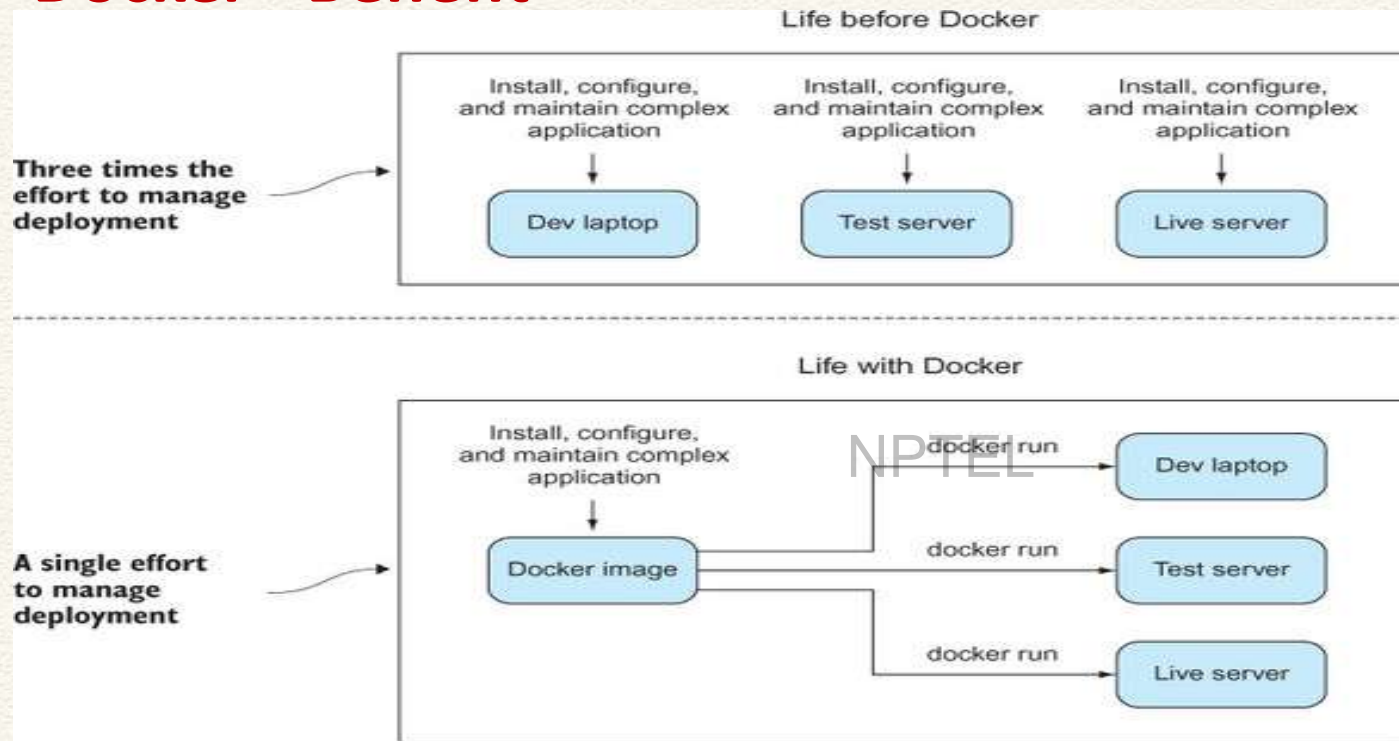 Docker - Benefit
Life before Docker
Install, configure,
and maintain complex
application
Install, configure,
and maintain complex
application
Install, configure,
and maintain complex
application
Three times the
effort to manage
deployment
Dev laptop
Test server
Live server
Life with Docker
Install, configure,
and maintain complex
application
NPTEL
docker run
Dev laptop
A single effort
to manage
deployment
Docker image
docker run
Test server
docker run
Live server